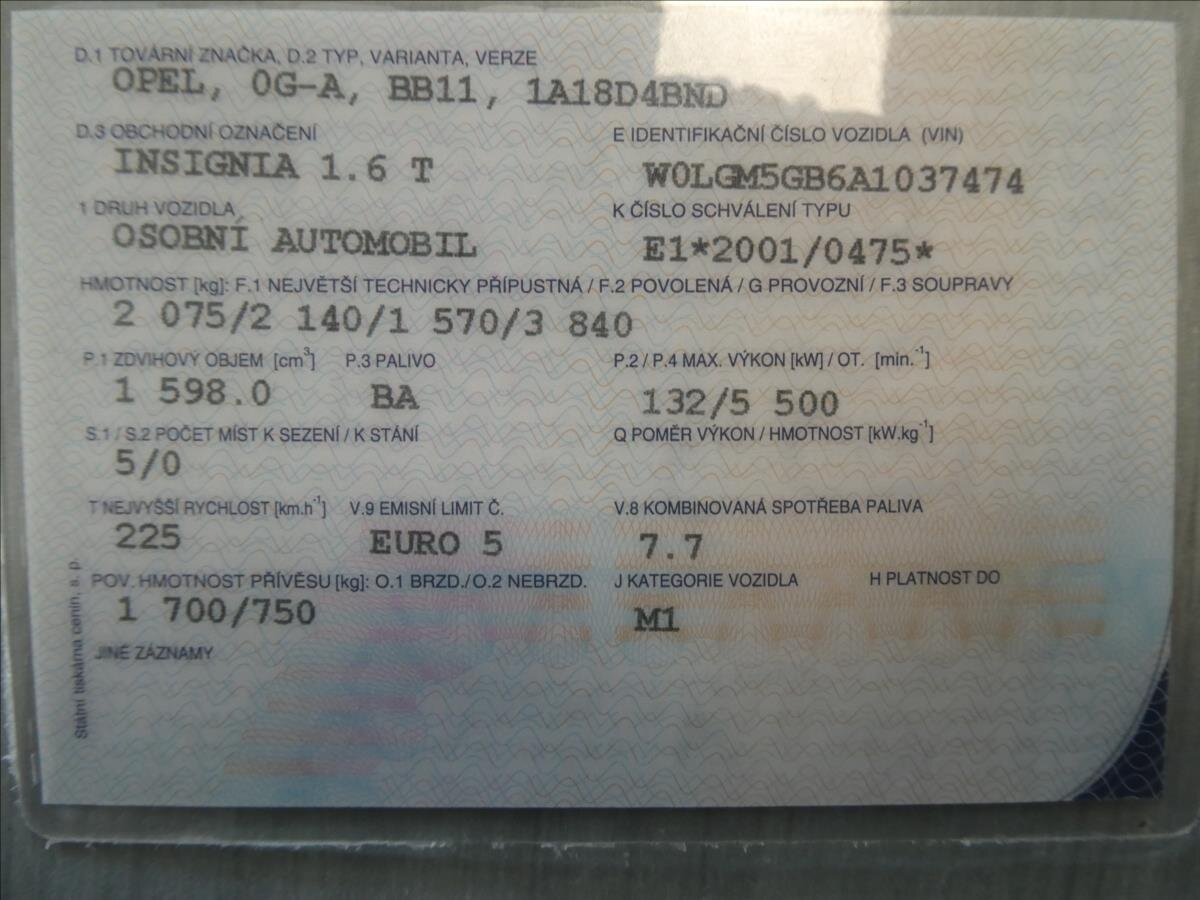 D.1 TOVÁRNÍ ZNAČKA, D.2 TYP, VARIANTA, VERZE
OPEL, 0G-A, BB11, 1A18D4BND
D.3 OBCHODNÍ OZNAČENÍ E IDENTIFIKAČNÍ ČÍSLO VOZIDLA (VIN)
INSIGNIA 1.6 T W0LGM5GB6A1037474
1 DRUH VOZIDLA K ČÍSLO SCHVÁLENÍ TYPU
OSOBNÍ AUTOMOBIL E1*2001/0475*
HMOTNOST [kg]: F.1 NEJVĚTŠÍ TECHNICKY PŘÍPUSTNÁ / F.2 POVOLENÁ / G PROVOZNÍ / F.3 SOUPRAVY
2 075/2 140/1 570/3 840
P.1 ZDVIHOVÝ OBJEM [cm³] P.3 PALIVO P.2 / P.4 MAX. VÝKON [kW] / OT. [min.⁻¹]
1 598.0 BA 132/5 500
S.1 / S.2 POČET MÍST K SEZENÍ / K STÁNÍ Q POMĚR VÝKON / HMOTNOST [kW.kg⁻¹]
5/0
T NEJVYŠŠÍ RYCHLOST [km.h⁻¹] V.9 EMISNÍ LIMIT Č. V.8 KOMBINOVANÁ SPOTŘEBA PALIVA
225 EURO 5 7.7
POV. HMOTNOST PŘÍVĚSU [kg]: O.1 BRZD./O.2 NEBRZD. J KATEGORIE VOZIDLA H PLATNOST DO
1 700/750 M1
JINÉ ZÁZNAMY
Státní tiskárna cenin, s. p.